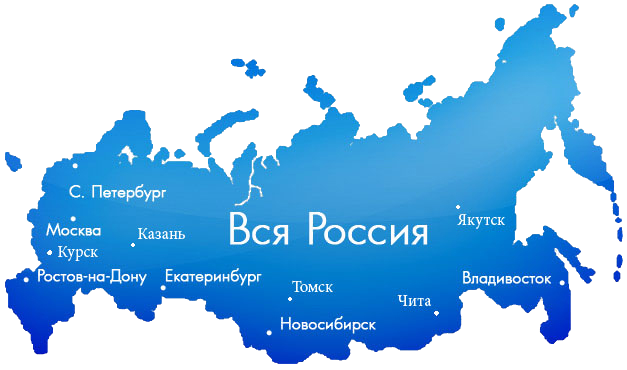 С. Петербург
Москва
Казань
Курск
Вся Россия
Якутск
Ростов-на-Дону
Екатеринбург
Томск
Владивосток
Чита
Новосибирск